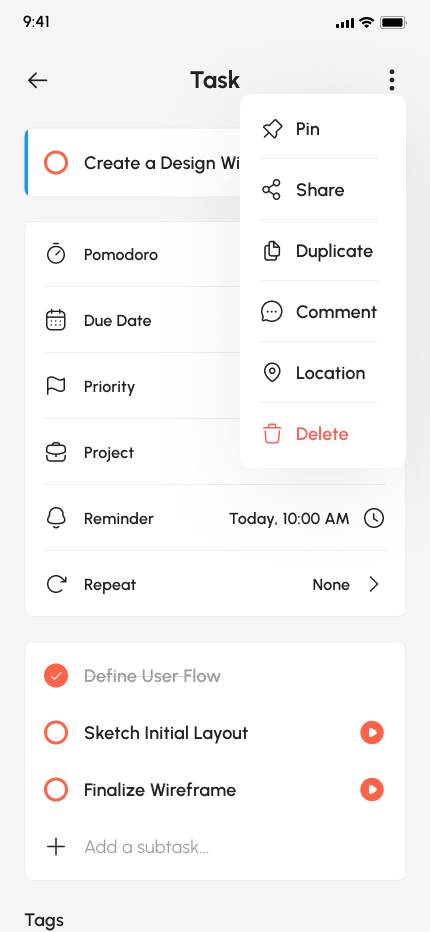 9:41
Task
Pin
Create a Design Wi
Share
Duplicate
Pomodoro
Comment
Due Date
Location
Priority
Delete
Project
Reminder Today, 10:00 AM
Repeat None
Define User Flow
Sketch Initial Layout
Finalize Wireframe
Add a subtask...
Tags